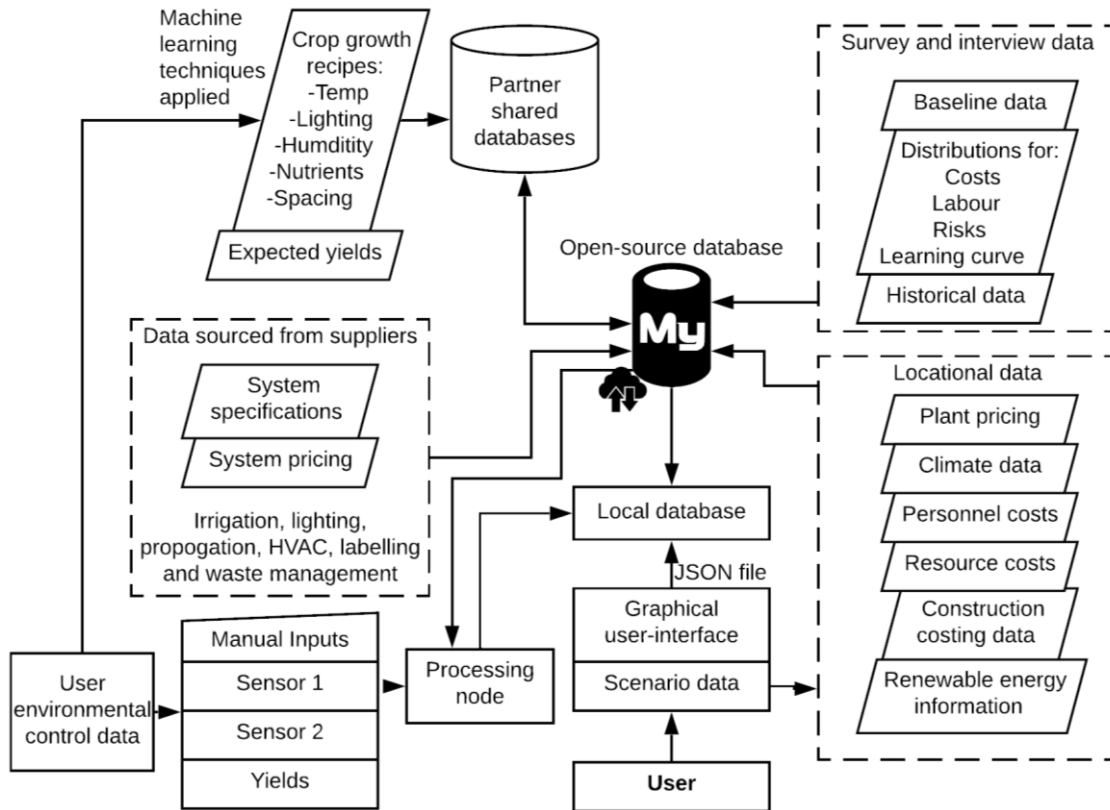 Machine
learning
techniques
applied
Crop growth
recipes:
-Temp
-Lighting
-Humditity
-Nutrients
-Spacing
Expected yields
Partner
shared
databases
Survey and interview data
Baseline data
Distributions for:
Costs
Labour
Risks
Learning curve
Historical data
Open-source database
My
Data sourced from suppliers
System
specifications
System pricing
Irrigation, lighting,
propogation, HVAC, labelling
and waste management
Locational data
Plant pricing
Climate data
Personnel costs
Resource costs
Construction
costing data
Renewable energy
information
Local database
JSON file
Graphical
user-interface
Scenario data
User
Processing
node
Manual Inputs
Sensor 1
Sensor 2
Yields
User
environmental
control data